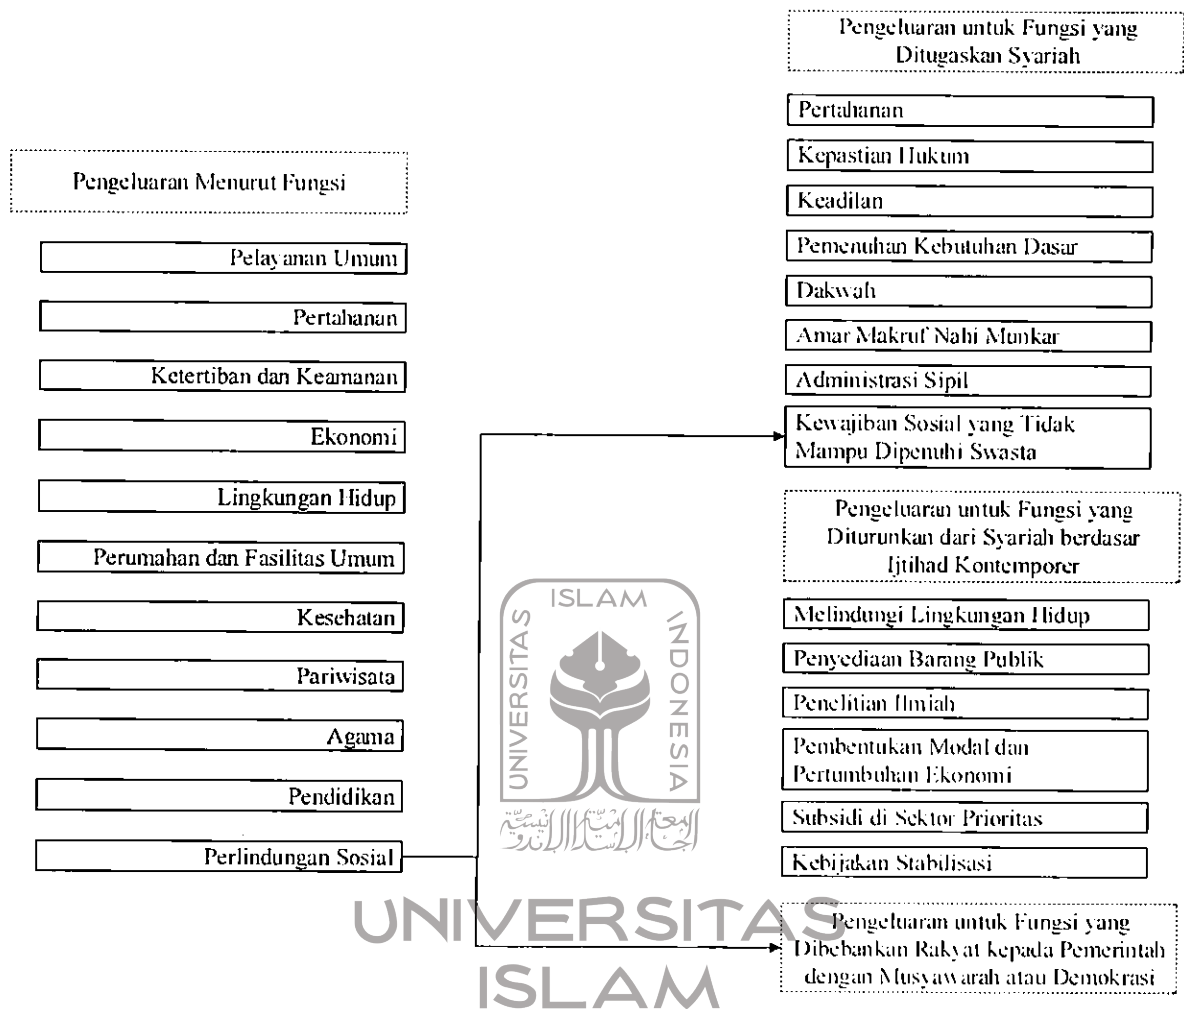 Pengeluaran Menurut Fungsi
Pelayanan Umum
Pertahanan
Ketertiban dan Keamanan
Ekonomi
Lingkungan Hidup
Perumahan dan Fasilitas Umum
Kesehatan
Pariwisata
Agama
Pendidikan
Perlindungan Sosial
Pengeluaran untuk Fungsi yang
Ditugaskan Syariah
Pertahanan
Kepastian Hukum
Keadilan
Pemenuhan Kebutuhan Dasar
Dakwah
Amar Makruf Nahi Munkar
Administrasi Sipil
Kewajiban Sosial yang Tidak
Mampu Dipenuhi Swasta
Pengeluaran untuk Fungsi yang
Diturunkan dari Syariah berdasar
Ijtihad Kontemporer
Melindungi Lingkungan Hidup
Penyediaan Barang Publik
Penelitian Ilmiah
Pembentukan Modal dan
Pertumbuhan Ekonomi
Subsidi di Sektor Prioritas
Kebijakan Stabilisasi
Pengeluaran untuk Fungsi yang
Dibebankan Rakyat kepada Pemerintah
dengan Musyawarah atau Demokrasi
UNIVERSITAS
ISLAM
INDONESIA
UNIVERSITAS
ISLAM